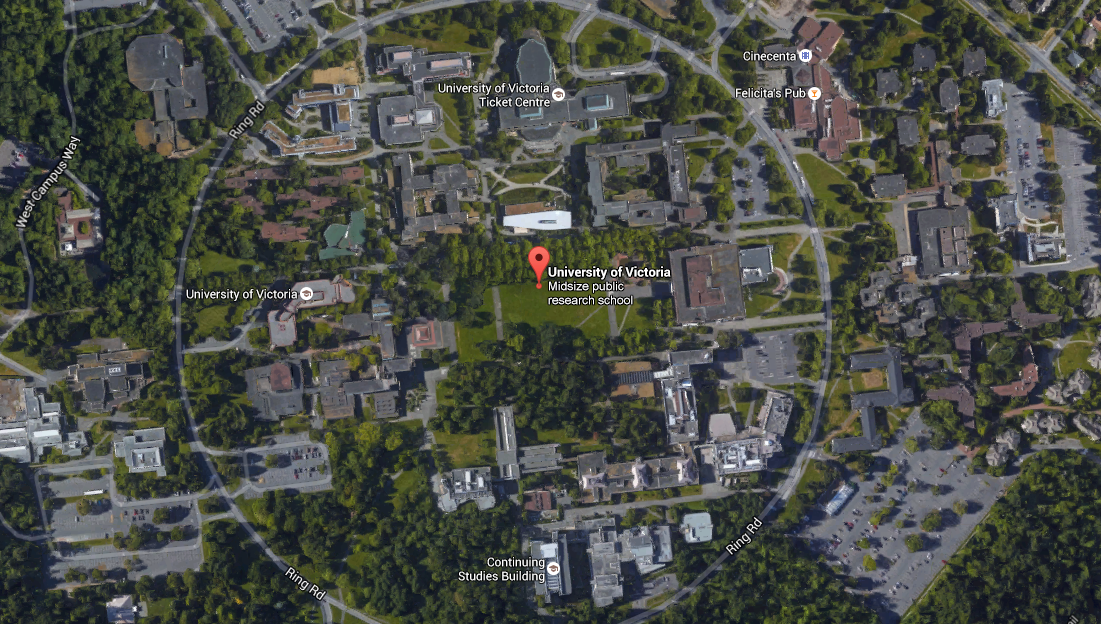 Cinecenta
University of Victoria
Ticket Centre
Felicita's Pub
Ring Rd
West Campus Way
University of Victoria
Midsize public
research school
University of Victoria
Ring Rd
Continuing
Studies Building
Ring Rd